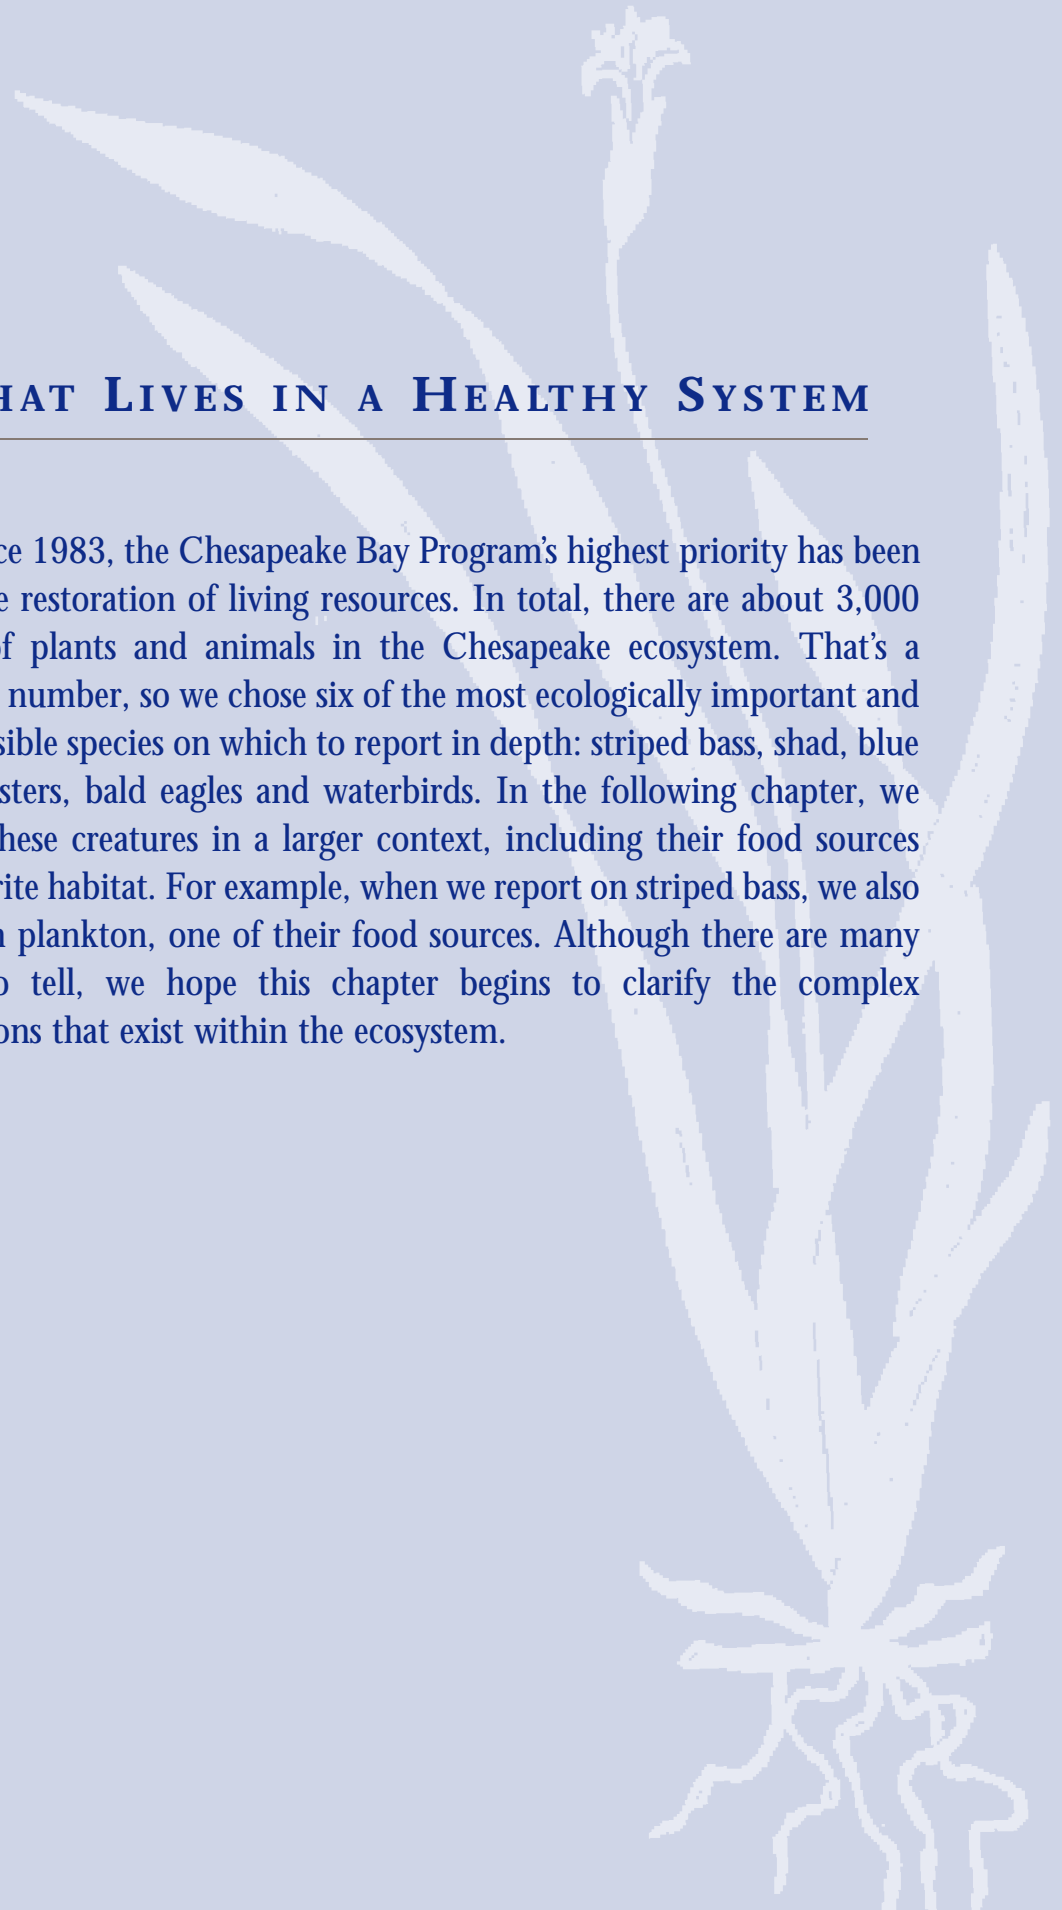 HAT LIVES IN A HEALTHY SYSTEM
ce 1983, the Chesapeake Bay Program’s highest priority has been
e restoration of living resources. In total, there are about 3,000
of plants and animals in the Chesapeake ecosystem. That’s a
number, so we chose six of the most ecologically important and
sible species on which to report in depth: striped bass, shad, blue
sters, bald eagles and waterbirds. In the following chapter, we
hese creatures in a larger context, including their food sources
rite habitat. For example, when we report on striped bass, we also
n plankton, one of their food sources. Although there are many
o tell, we hope this chapter begins to clarify the complex
ons that exist within the ecosystem.